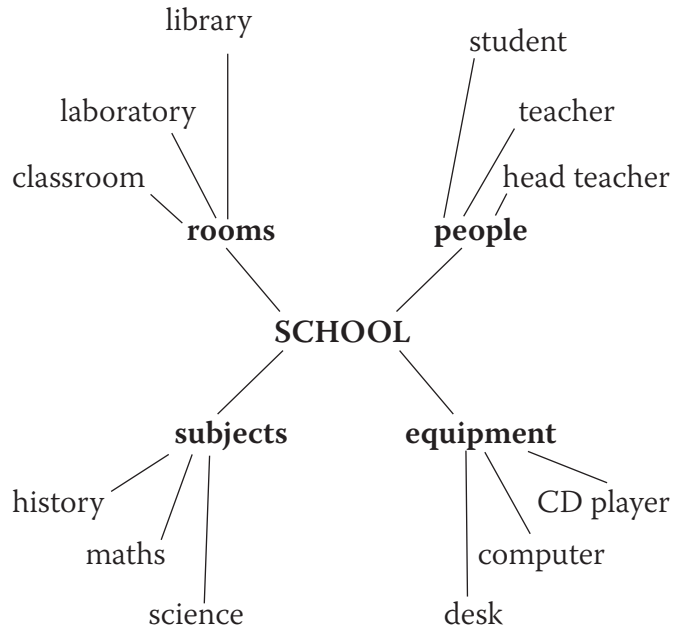 library
student
laboratory
teacher
classroom
head teacher
rooms
people
SCHOOL
subjects
equipment
history
CD player
maths
computer
science
desk